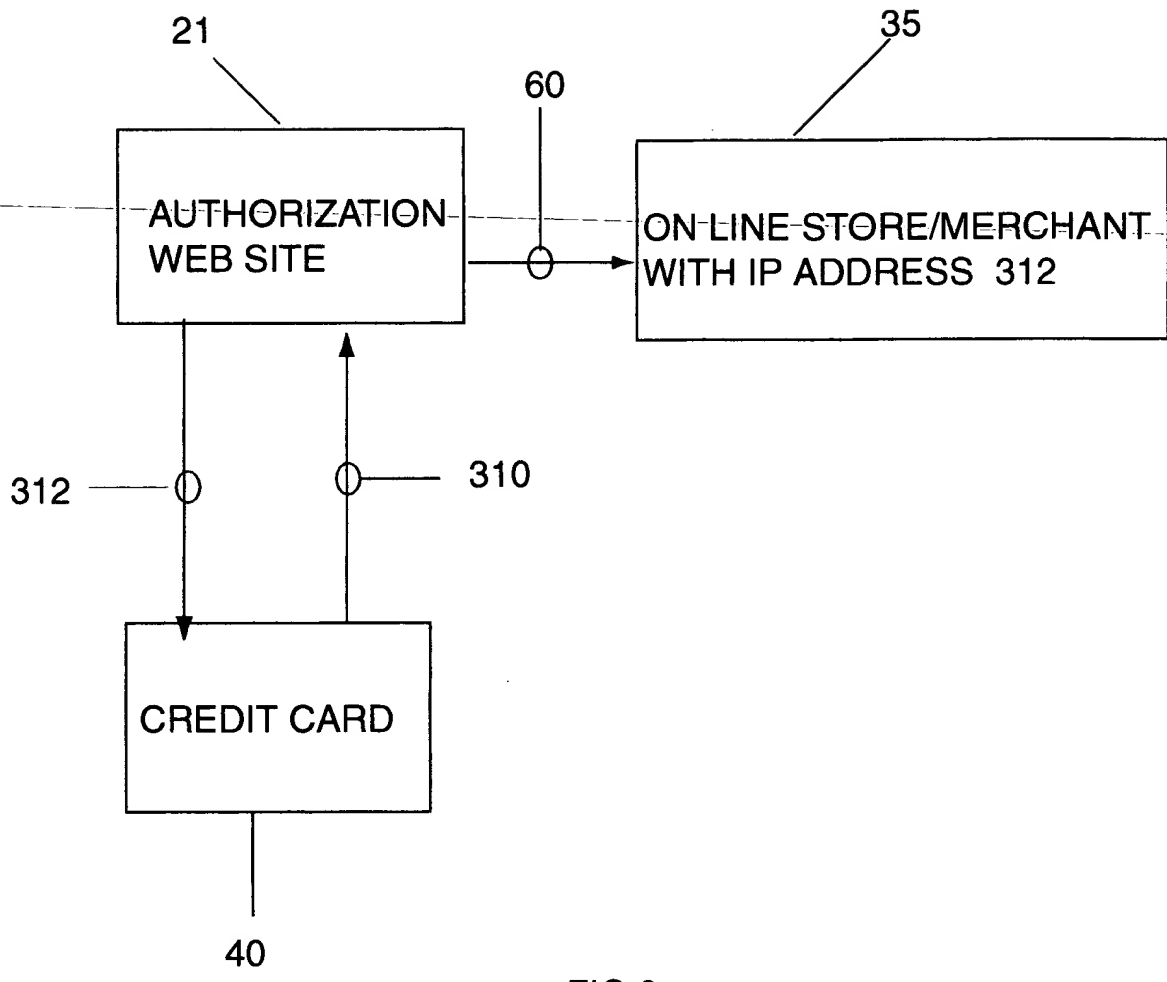 21
35
60
AUTHORIZATION
WEB SITE
ON LINE STORE/MERCHANT
WITH IP ADDRESS 312
312
310
CREDIT CARD
40